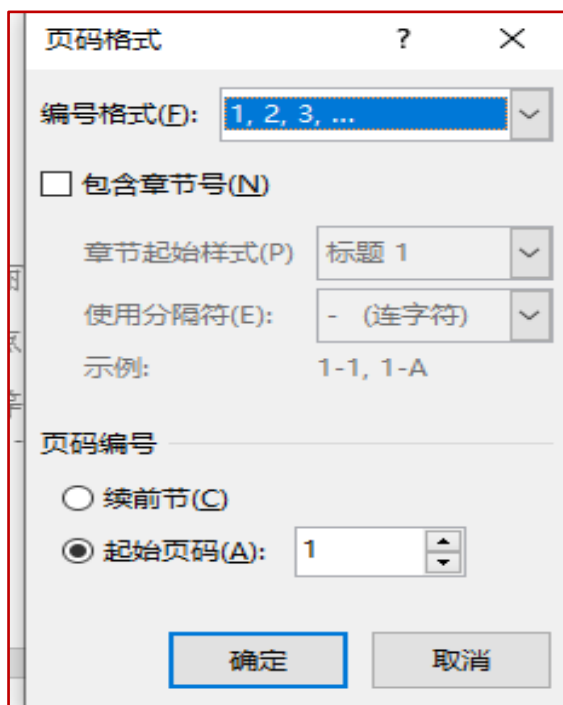 页码格式 ?
编号格式(F): 1, 2, 3, ...
包含章节号(N)
章节起始样式(P) 标题 1
使用分隔符(E): - (连字符)
示例: 1-1, 1-A
页码编号
续前节(C)
起始页码(A): 1
确定 取消